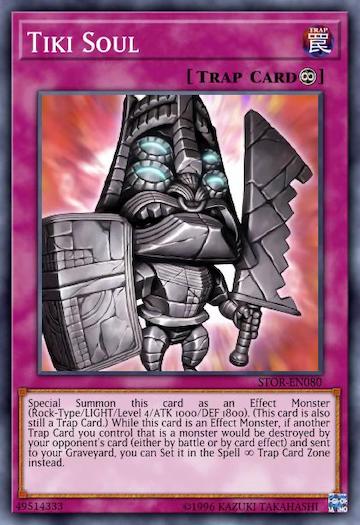 Tiki Soul
TRAP
罠
[Trap Card∞]
STOR-EN080
Special Summon this card as an Effect Monster
(Rock-Type/LIGHT/Level 4/ATK 1000/DEF 1800). (This card is also
still a Trap Card.) While this card is an Effect Monster, if another
Trap Card you control that is a monster would be destroyed by
your opponent's card (either by battle or by card effect) and sent
to your Graveyard, you can Set it in the Spell ∞ Trap Card Zone
instead.
49514333
©1996 KAZUKI TAKAHASHI